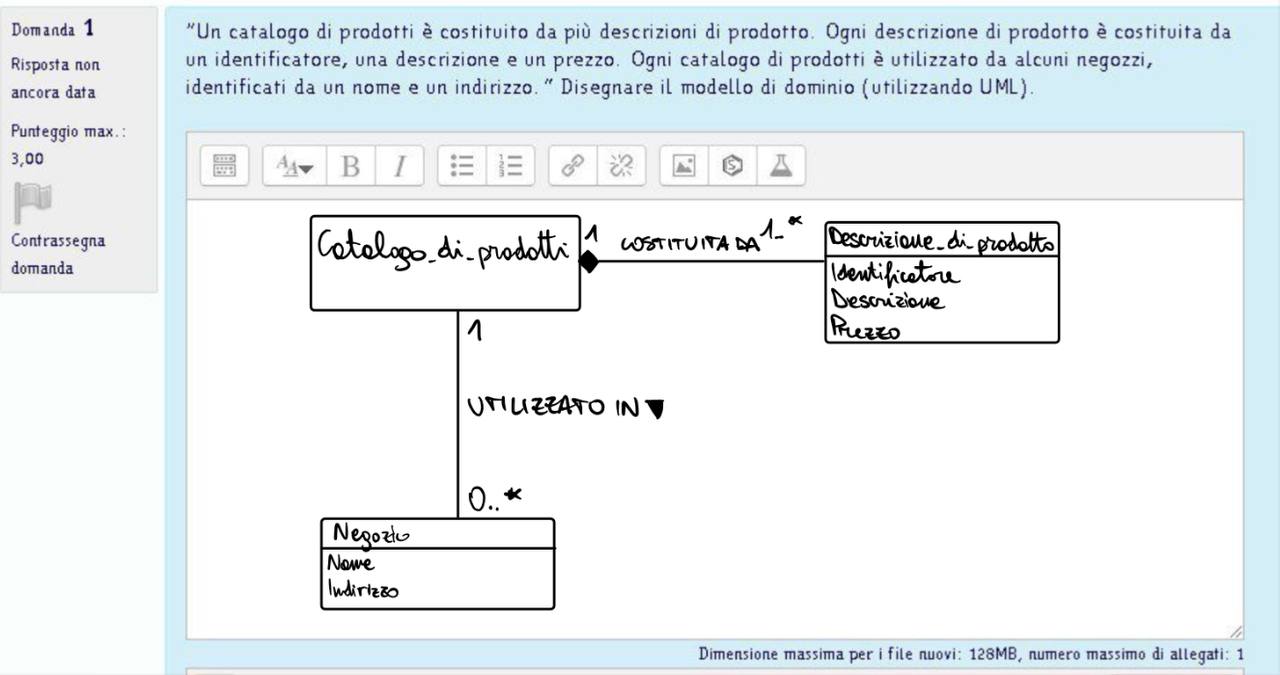 Domanda 1
Risposta non
ancora data
Punteggio max.:
3,00
Contrassegna
domanda
"Un catalogo di prodotti è costituito da più descrizioni di prodotto. Ogni descrizione di prodotto è costituita da
un identificatore, una descrizione e un prezzo. Ogni catalogo di prodotti è utilizzato da alcuni negozi,
identificati da un nome e un indirizzo." Disegnare il modello di dominio (utilizzando UML).
Catalogo_di_prodotti
1 COSTITUITA DA 1-*
Descrizione_di_prodotto
Identificatore
Descrizione
Prezzo
1
UTILIZZATO IN
0..*
Negozio
Nome
Indirizzo
Dimensione massima per i file nuovi: 128MB, numero massimo di allegati: 1